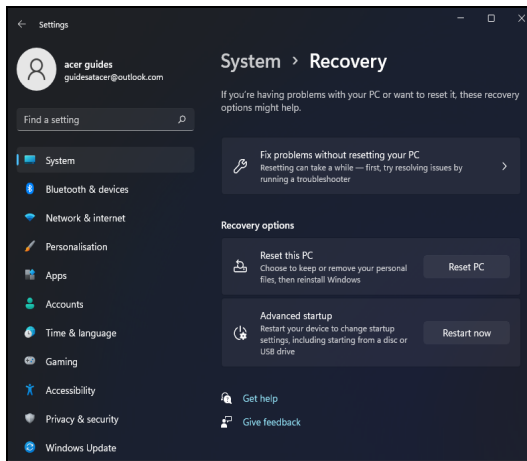 Settings
acer guides
guidesatacer@outlook.com
Find a setting
System
Bluetooth & devices
Network & internet
Personalisation
Apps
Accounts
Time & language
Gaming
Accessibility
Privacy & security
Windows Update
System > Recovery
If you're having problems with your PC or want to reset it, these recovery
options might help.
Fix problems without resetting your PC
Resetting can take a while — first, try resolving issues by
running a troubleshooter
Recovery options
Reset this PC
Choose to keep or remove your personal
files, then reinstall Windows
Reset PC
Advanced startup
Restart your device to change startup
settings, including starting from a disc or
USB drive
Restart now
Get help
Give feedback